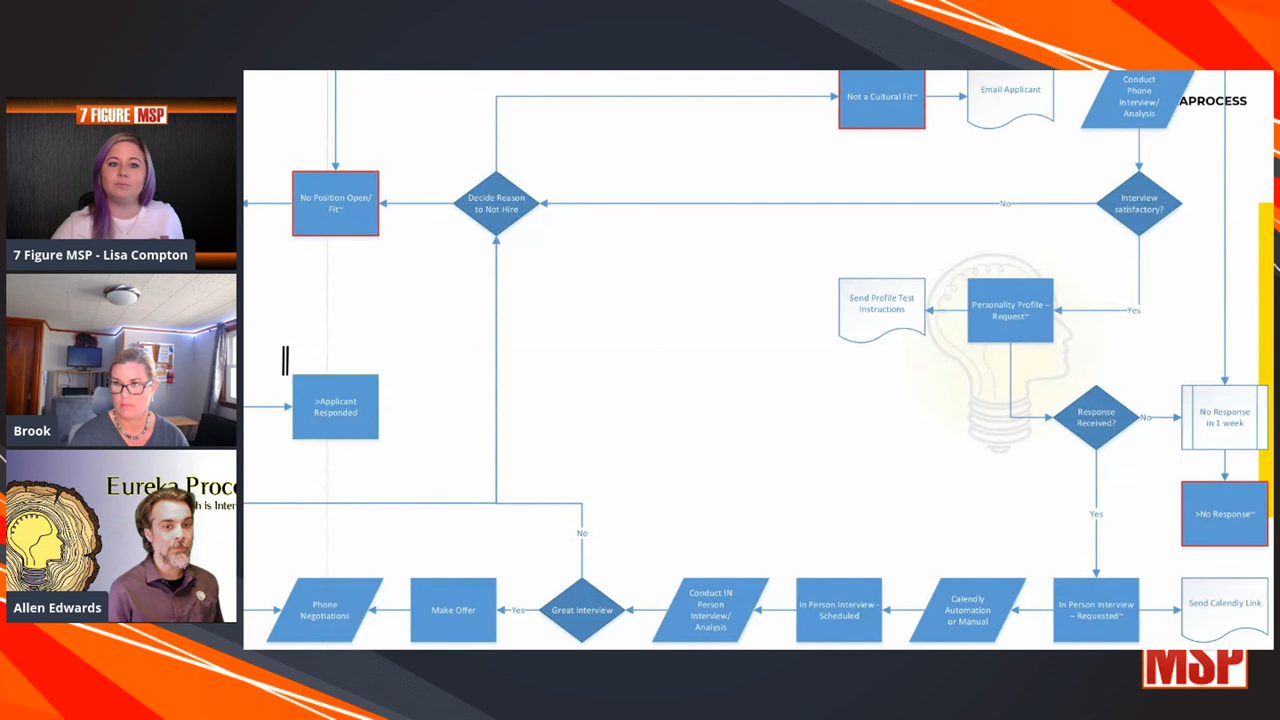 7 FIGURE MSP
7 Figure MSP - Lisa Compton
Brook
Eureka Proc
h is Inter
Allen Edwards
Not a Cultural Fit~
Email Applicant
Conduct
Phone
Interview/
Analysis
APROCESS
No Position Open/
Fit~
Decide Reason
to Not Hire
No
Interview
satisfactory?
Send Profile Test
Instructions
Personality Profile –
Request~
Yes
>Applicant
Responded
Response
Received?
No
No Response
in 1 week
>No Response~
Yes
No
Phone
Negotiations
Make Offer
Yes
Great Interview
Conduct IN
Person
Interview/
Analysis
In Person Interview -
Scheduled
Calendly
Automation
or Manual
In Person Interview
– Requested~
Send Calendly Link
MSP